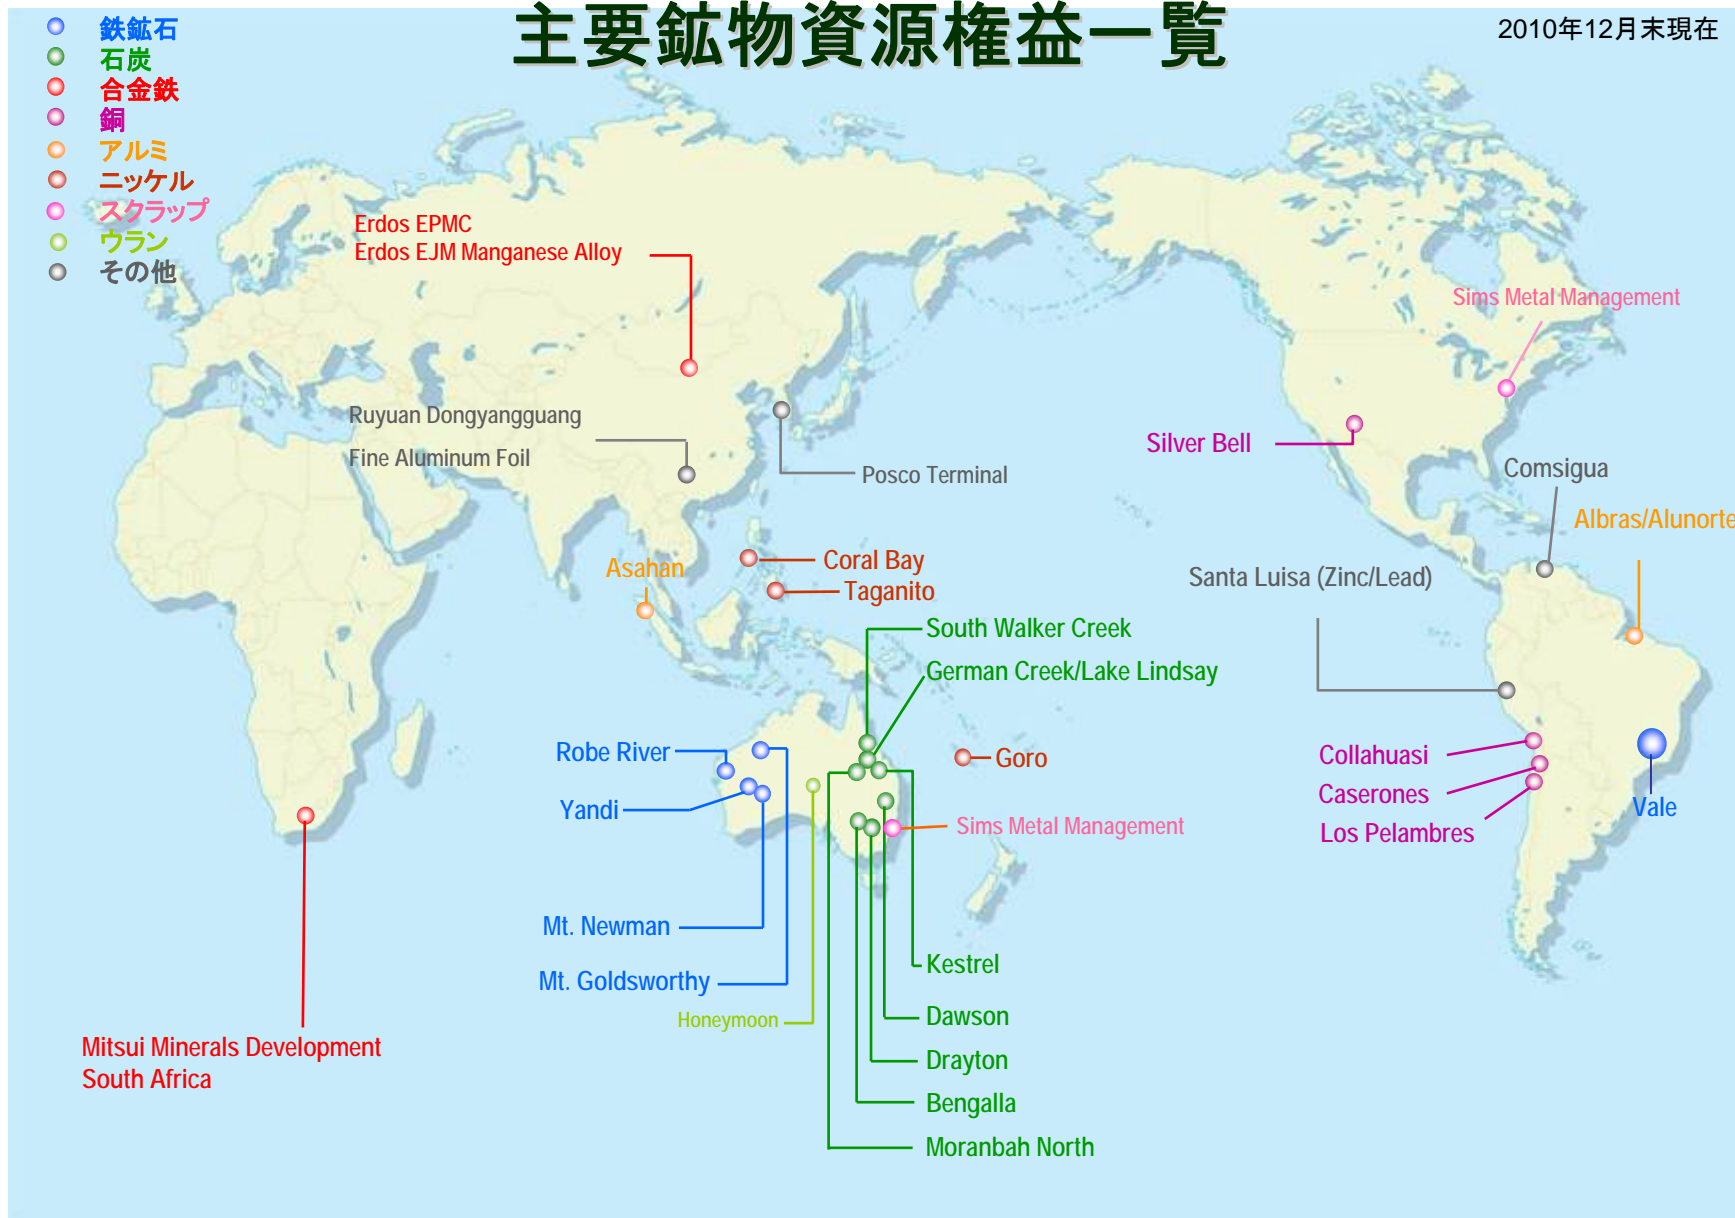 主要鉱物資源権益一覧
2010年12月末現在
鉄鉱石
石炭
合金鉄
銅
アルミ
ニッケル
スクラップ
ウラン
その他
Erdos EPMC
Erdos EJM Manganese Alloy
Sims Metal Management
Ruyuan Dongyangguang
Fine Aluminum Foil
Posco Terminal
Silver Bell
Comsigua
Albras/Alunorte
Asahan
Coral Bay
Taganito
Santa Luisa (Zinc/Lead)
South Walker Creek
German Creek/Lake Lindsay
Robe River
Goro
Collahuasi
Yandi
Caserones
Vale
Sims Metal Management
Los Pelambres
Mt. Newman
Kestrel
Mt. Goldsworthy
Honeymoon
Dawson
Mitsui Minerals Development
South Africa
Drayton
Bengalla
Moranbah North